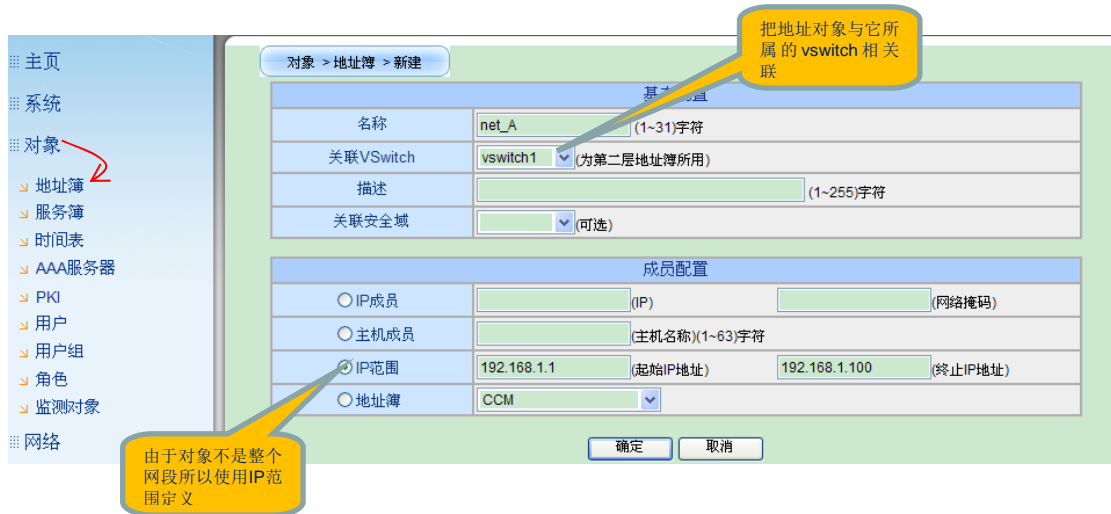 把地址对象与它所
属的vswitch相关
联
主页
系统
对象
地址簿
服务簿
时间表
AAA服务器
PKI
用户
用户组
角色
监测对象
网络
对象 >地址簿 >新建
名称
net_A
(1~31)字符
关联VSwitch
vswitch1
(为第二层地址簿所用)
描述
(1~255)字符
关联安全域
(可选)
成员配置
IP成员
(IP)
(网络掩码)
主机成员
(主机名称)(1~63)字符
IP范围
192.168.1.1
(起始IP地址)
192.168.1.100
(终止IP地址)
地址簿
CCM
确定
取消
由于对象不是整个
网段所以使用IP范
围定义